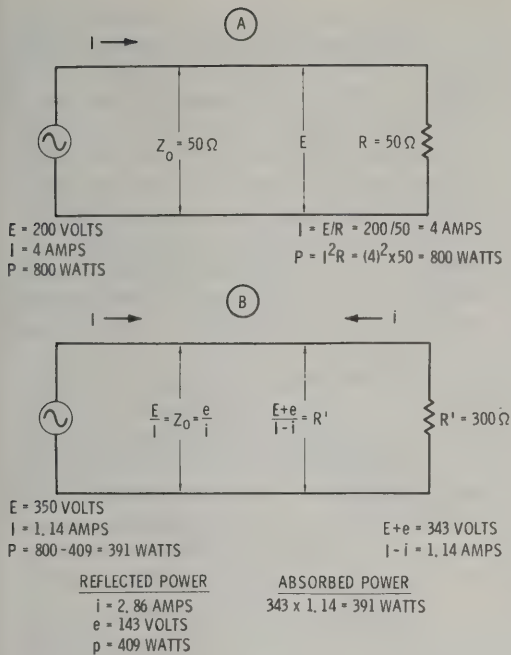 A
I
Z₀ = 50 Ω
E
R = 50 Ω
E = 200 VOLTS
I = 4 AMPS
P = 800 WATTS
I = E/R = 200/50 = 4 AMPS
P = I²R = (4)² x 50 = 800 WATTS
B
I
i
E/I = Z₀ = e/i
E+e/I-i = R'
R' = 300 Ω
E = 350 VOLTS
I = 1.14 AMPS
P = 800-409 = 391 WATTS
E+e = 343 VOLTS
I-i = 1.14 AMPS
REFLECTED POWER
i = 2.86 AMPS
e = 143 VOLTS
p = 409 WATTS
ABSORBED POWER
343 x 1.14 = 391 WATTS